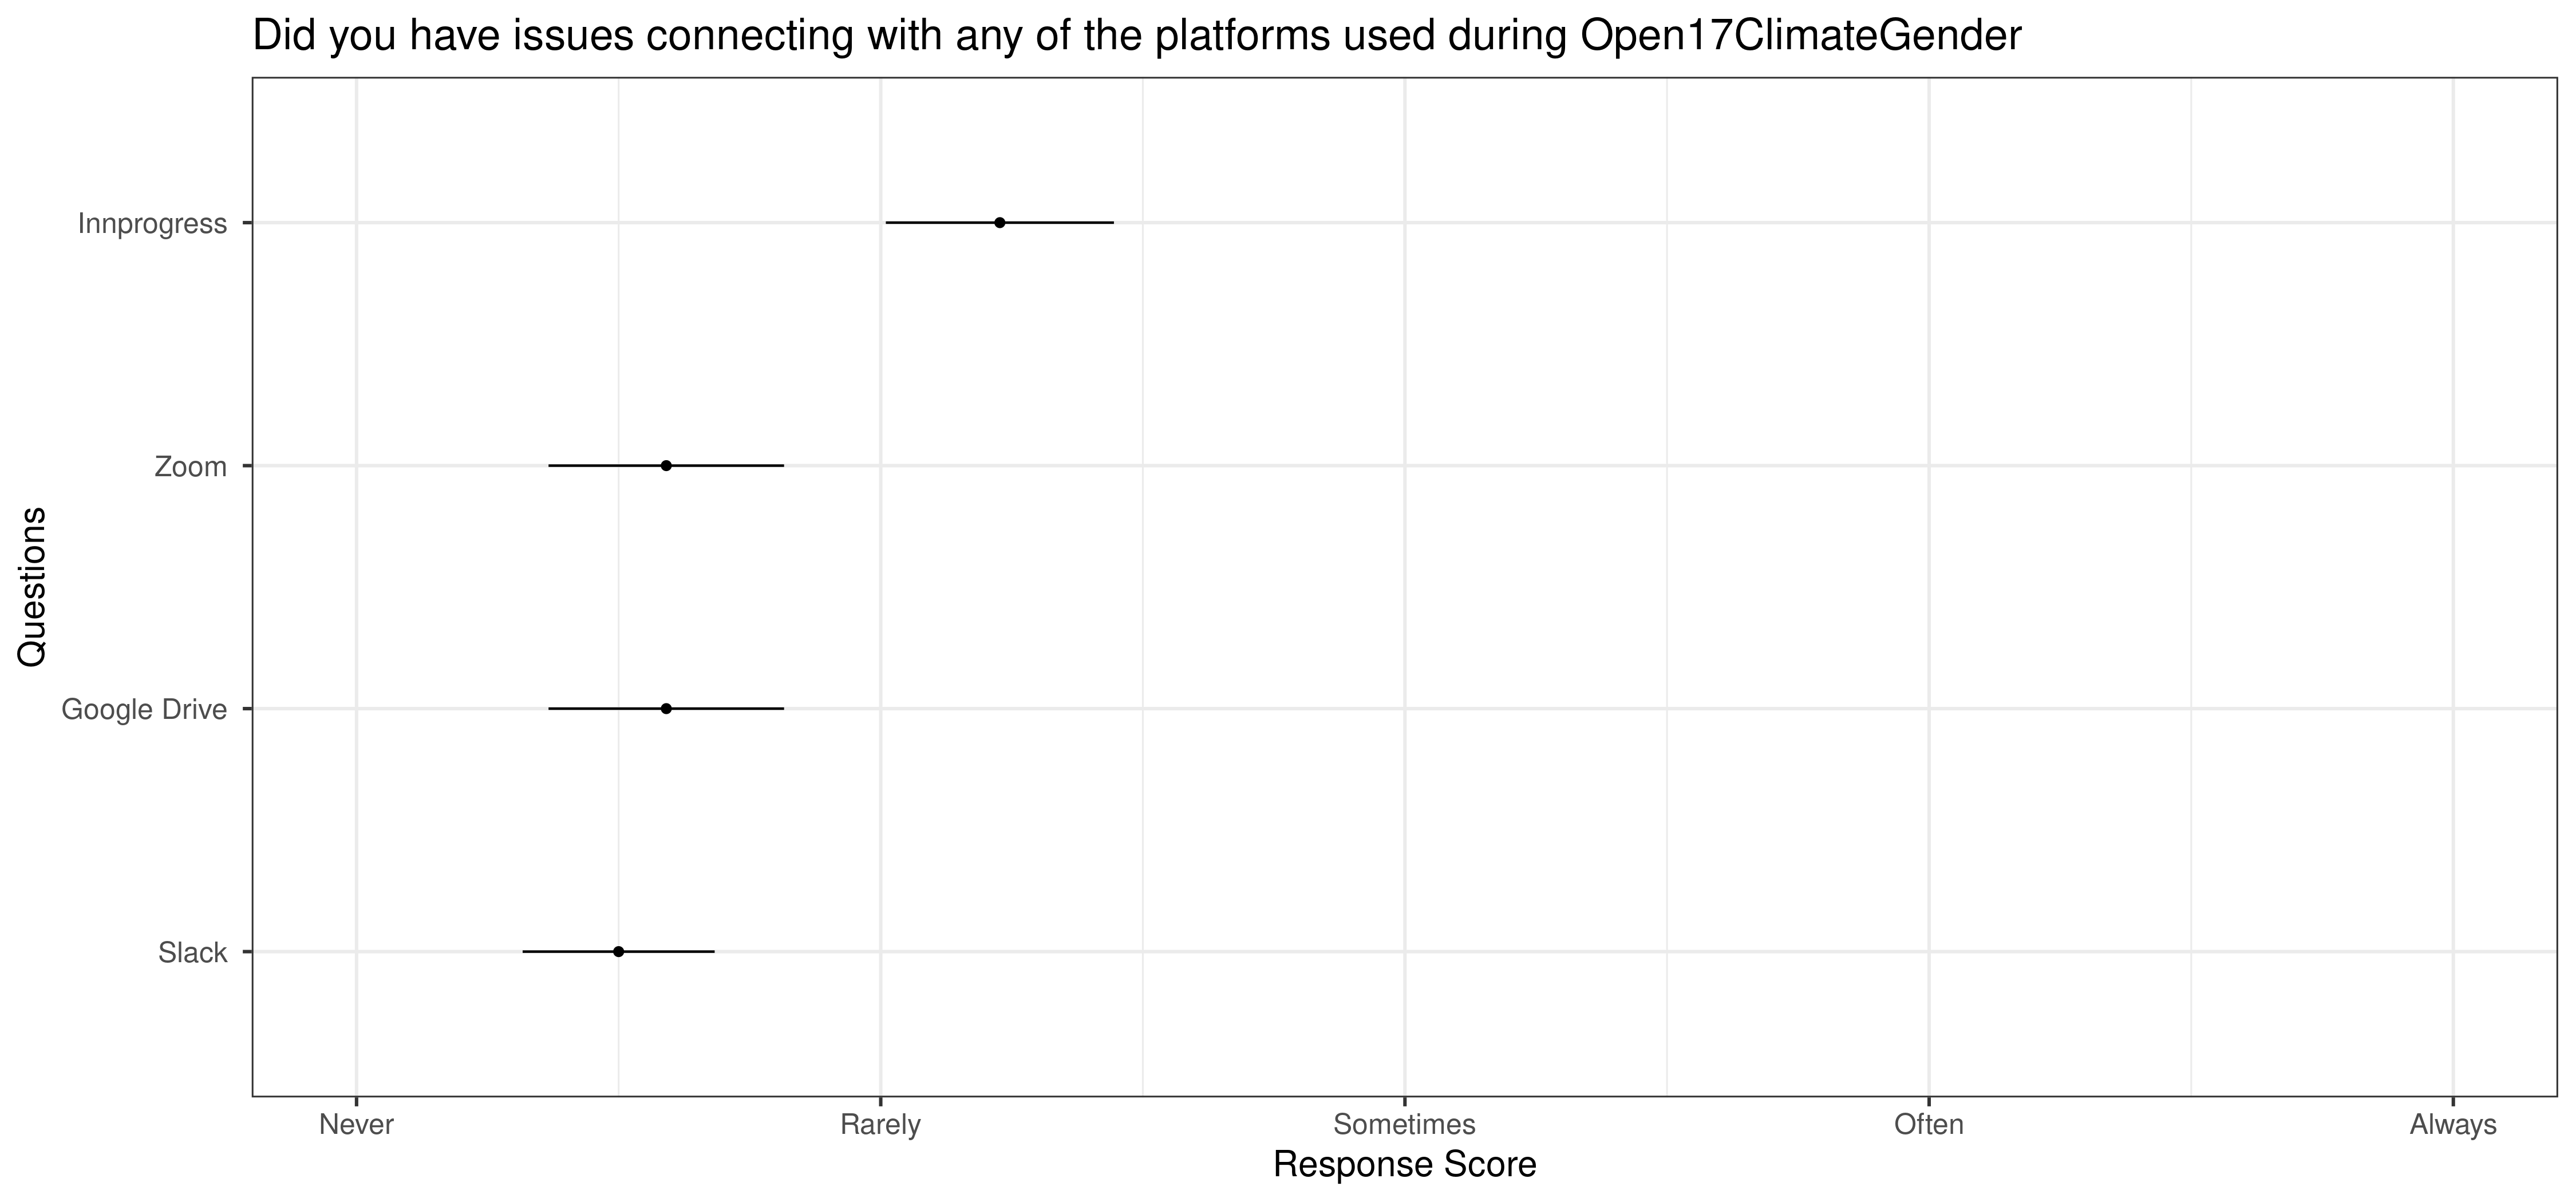 Did you have issues connecting with any of the platforms used during Open17ClimateGender
Questions
Innprogress
Zoom
Google Drive
Slack
Never
Rarely
Sometimes
Often
Always
Response Score